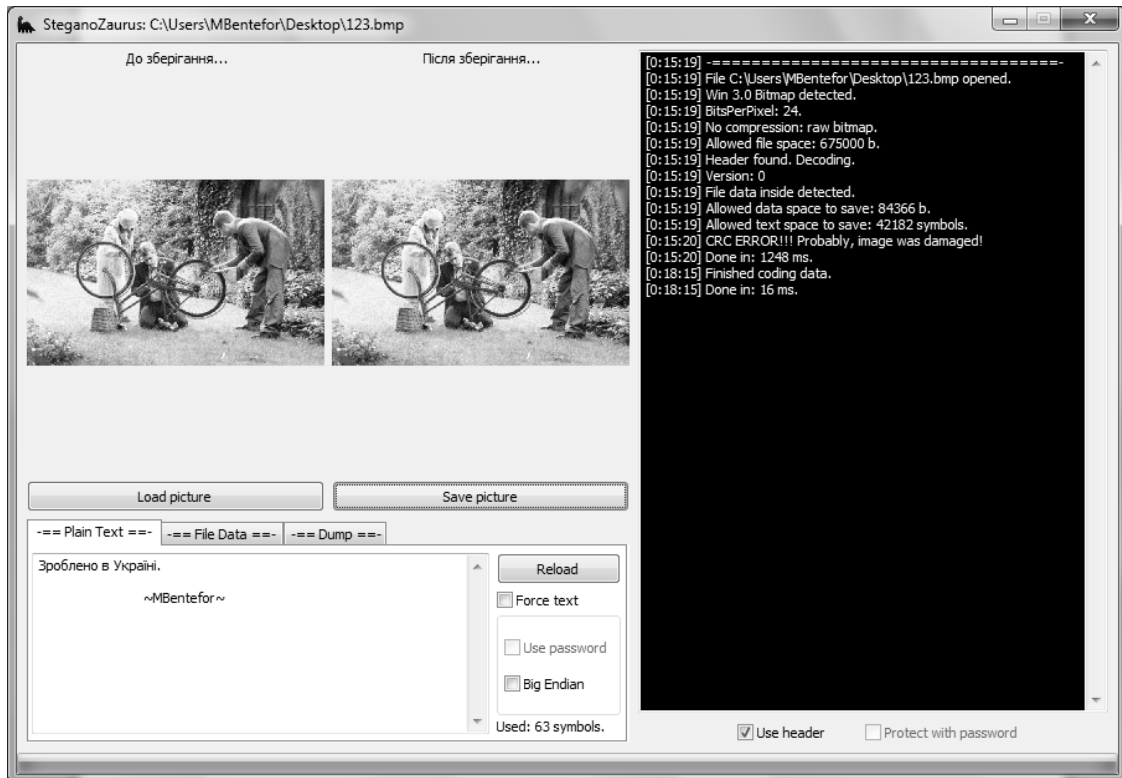 SteganoZaurus: C:\Users\MBentefor\Desktop\123.bmp
До зберігання...
Після зберігання...
Load picture
Save picture
-== Plain Text ==-
-== File Data ==-
-== Dump ==-
Зроблено в Україні.
~MBentefor~
Reload
Force text
Use password
Big Endian
Used: 63 symbols.
[0:15:19] -===================================-
[0:15:19] File C:\Users\MBentefor\Desktop\123.bmp opened.
[0:15:19] Win 3.0 Bitmap detected.
[0:15:19] BitsPerPixel: 24.
[0:15:19] No compression: raw bitmap.
[0:15:19] Allowed file space: 675000 b.
[0:15:19] Header found. Decoding.
[0:15:19] Version: 0
[0:15:19] File data inside detected.
[0:15:19] Allowed data space to save: 84366 b.
[0:15:19] Allowed text space to save: 42182 symbols.
[0:15:20] CRC ERROR!!! Probably, image was damaged!
[0:15:20] Done in: 1248 ms.
[0:18:15] Finished coding data.
[0:18:15] Done in: 16 ms.
Use header
Protect with password